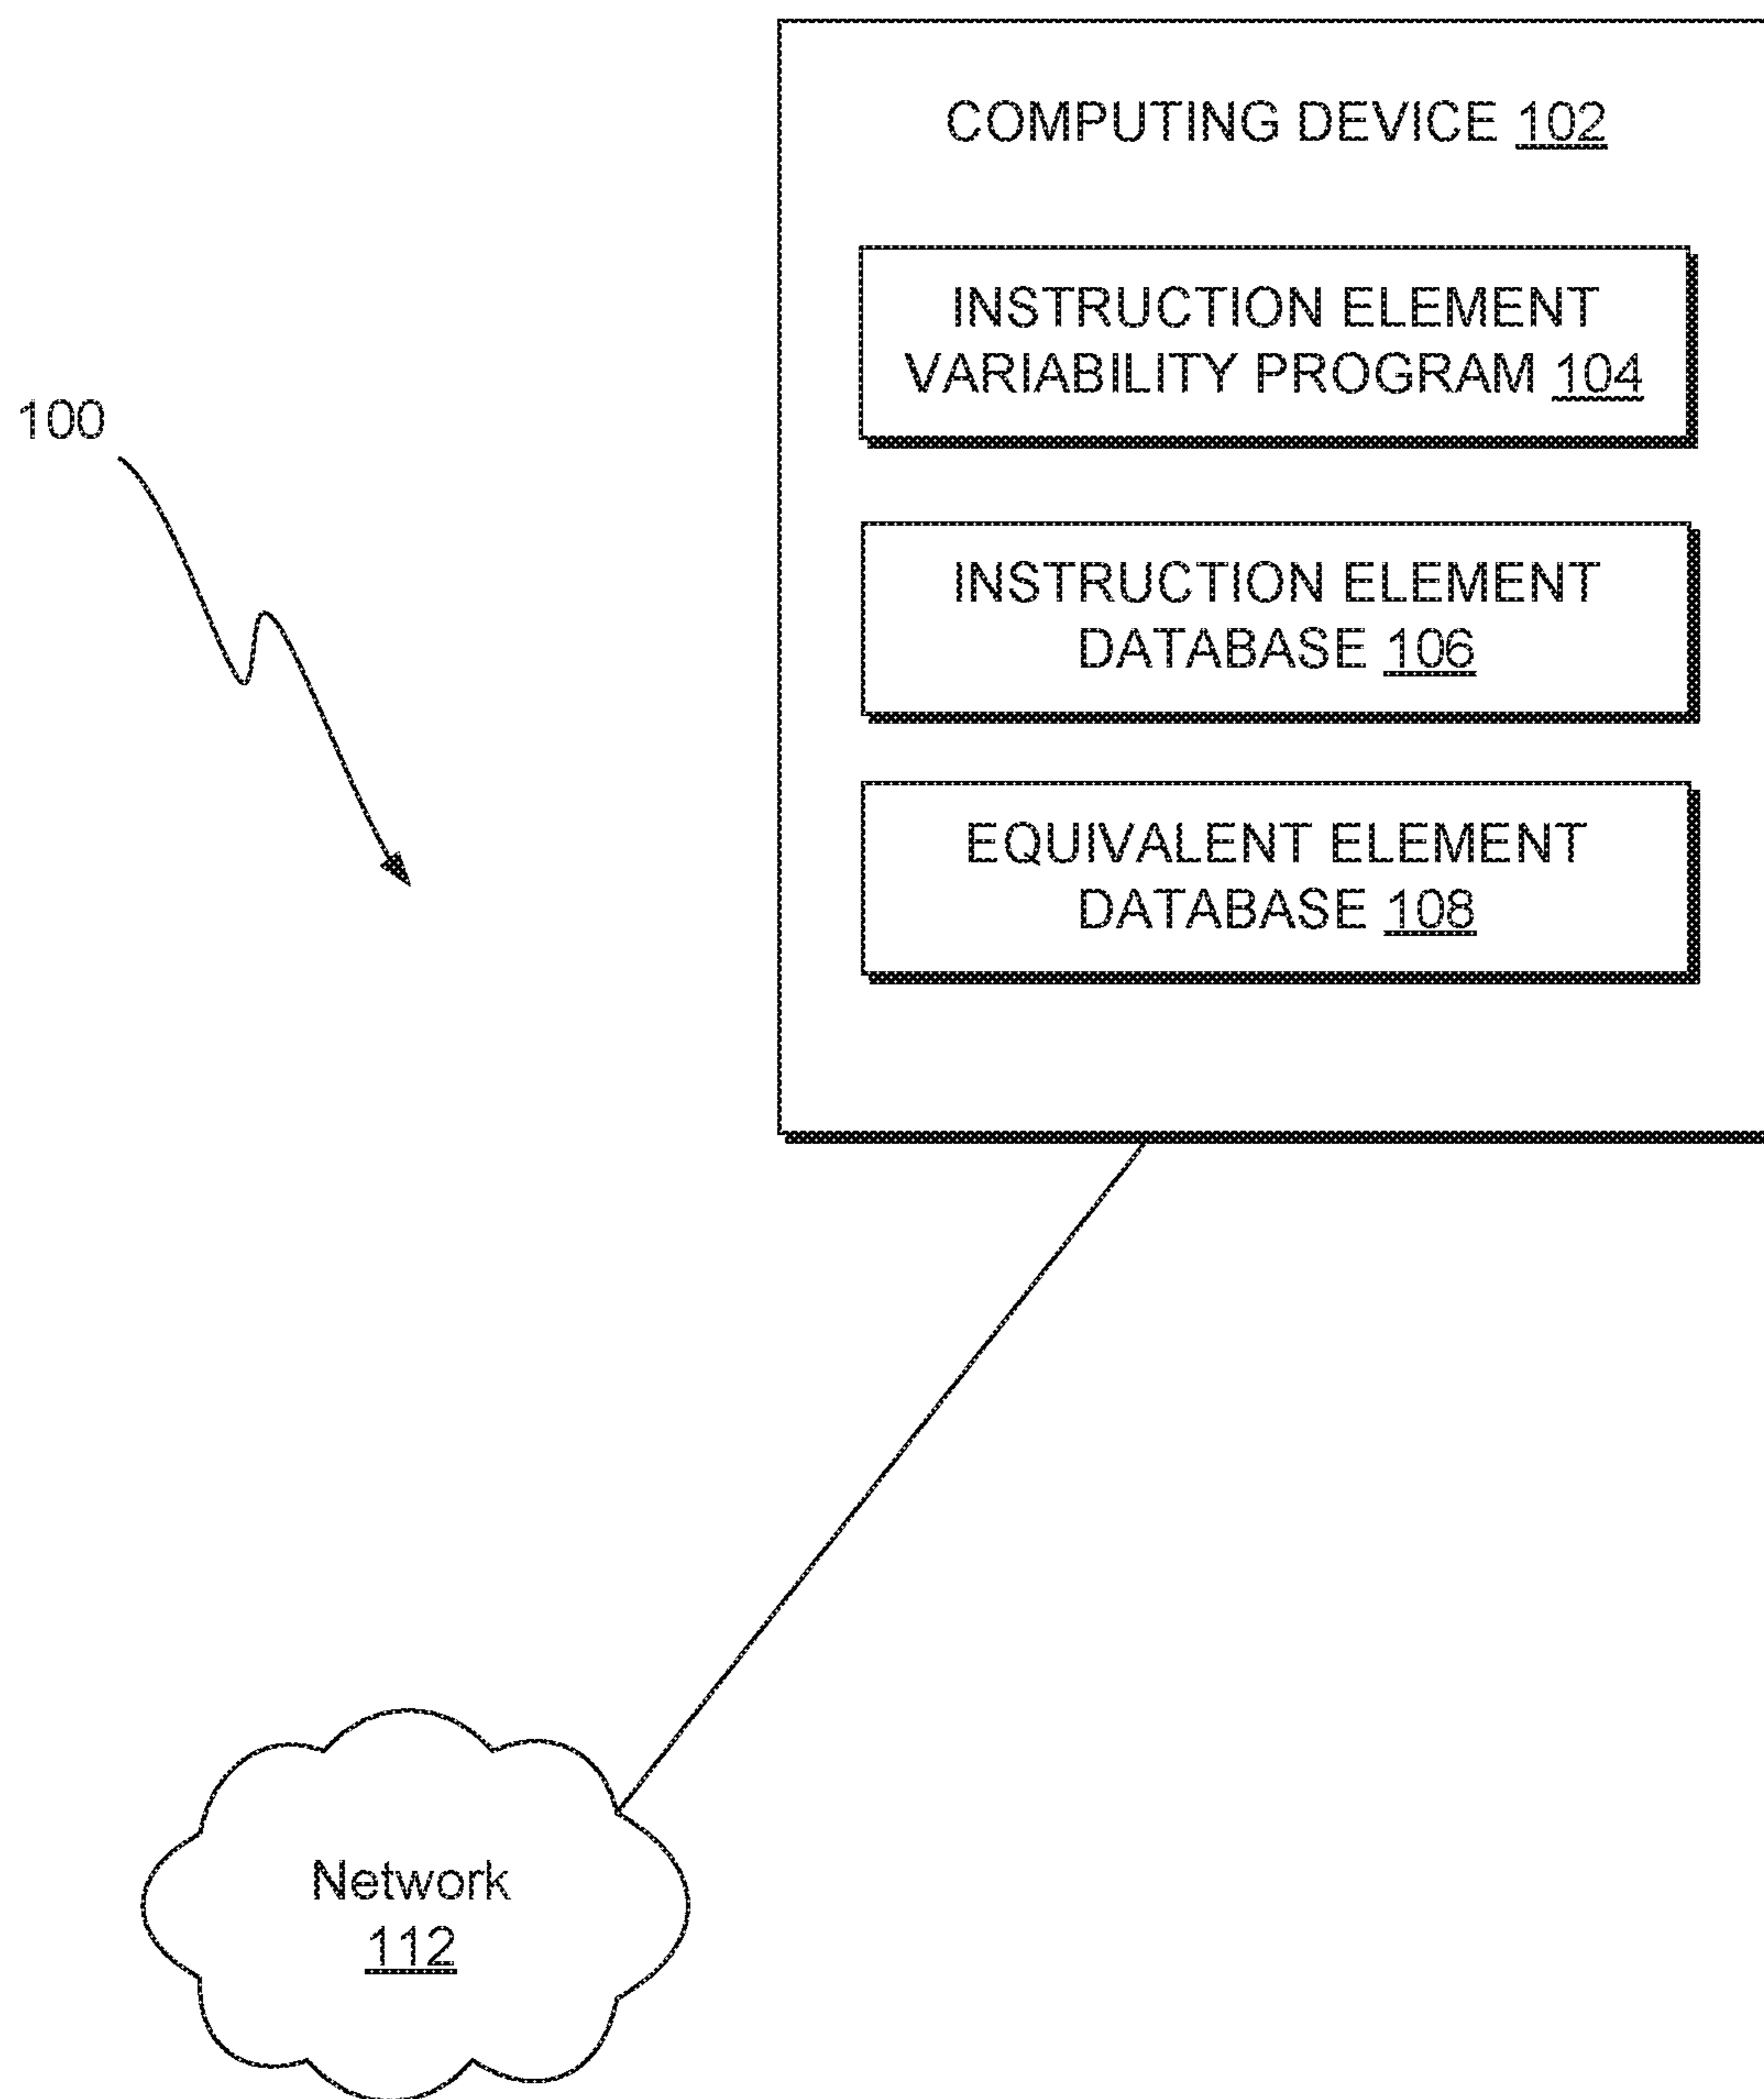 COMPUTING DEVICE 102
INSTRUCTION ELEMENT
VARIABILITY PROGRAM 104
100
INSTRUCTION ELEMENT
DATABASE 106
EQUIVALENT ELEMENT
DATABASE 108
Network
112